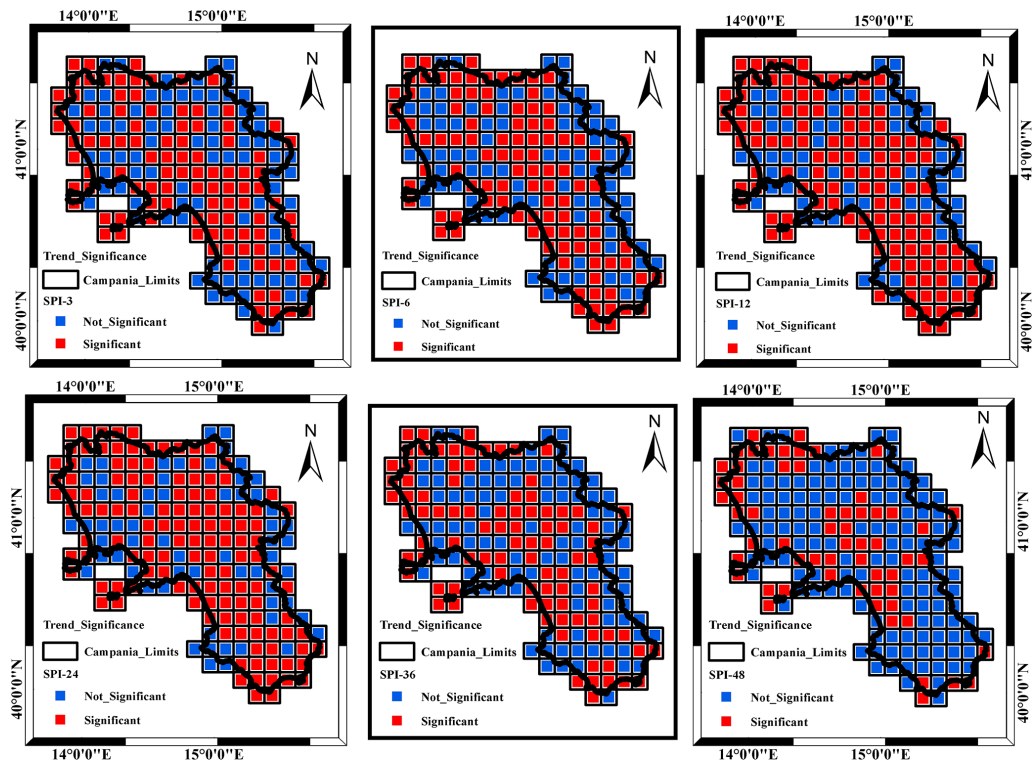 14°0'0"E 15°0'0"E 14°0'0"E 15°0'0"E
N N N
41°0'0"N 41°0'0"N
Trend_Significance Trend_Significance Trend_Significance
Campania_Limits Campania_Limits Campania_Limits
SPI-3 SPI-6 SPI-12
40°0'0"N 40°0'0"N
Not_Significant Not_Significant Not_Significant
Significant Significant Significant
14°0'0"E 15°0'0"E 14°0'0"E 15°0'0"E
N N N
41°0'0"N 41°0'0"N
Trend_Significance Trend_Significance Trend_Significance
Campania_Limits Campania_Limits Campania_Limits
SPI-24 SPI-36 SPI-48
40°0'0"N 40°0'0"N
Not_Significant Not_Significant Not_Significant
Significant Significant Significant
14°0'0"E 15°0'0"E 14°0'0"E 15°0'0"E